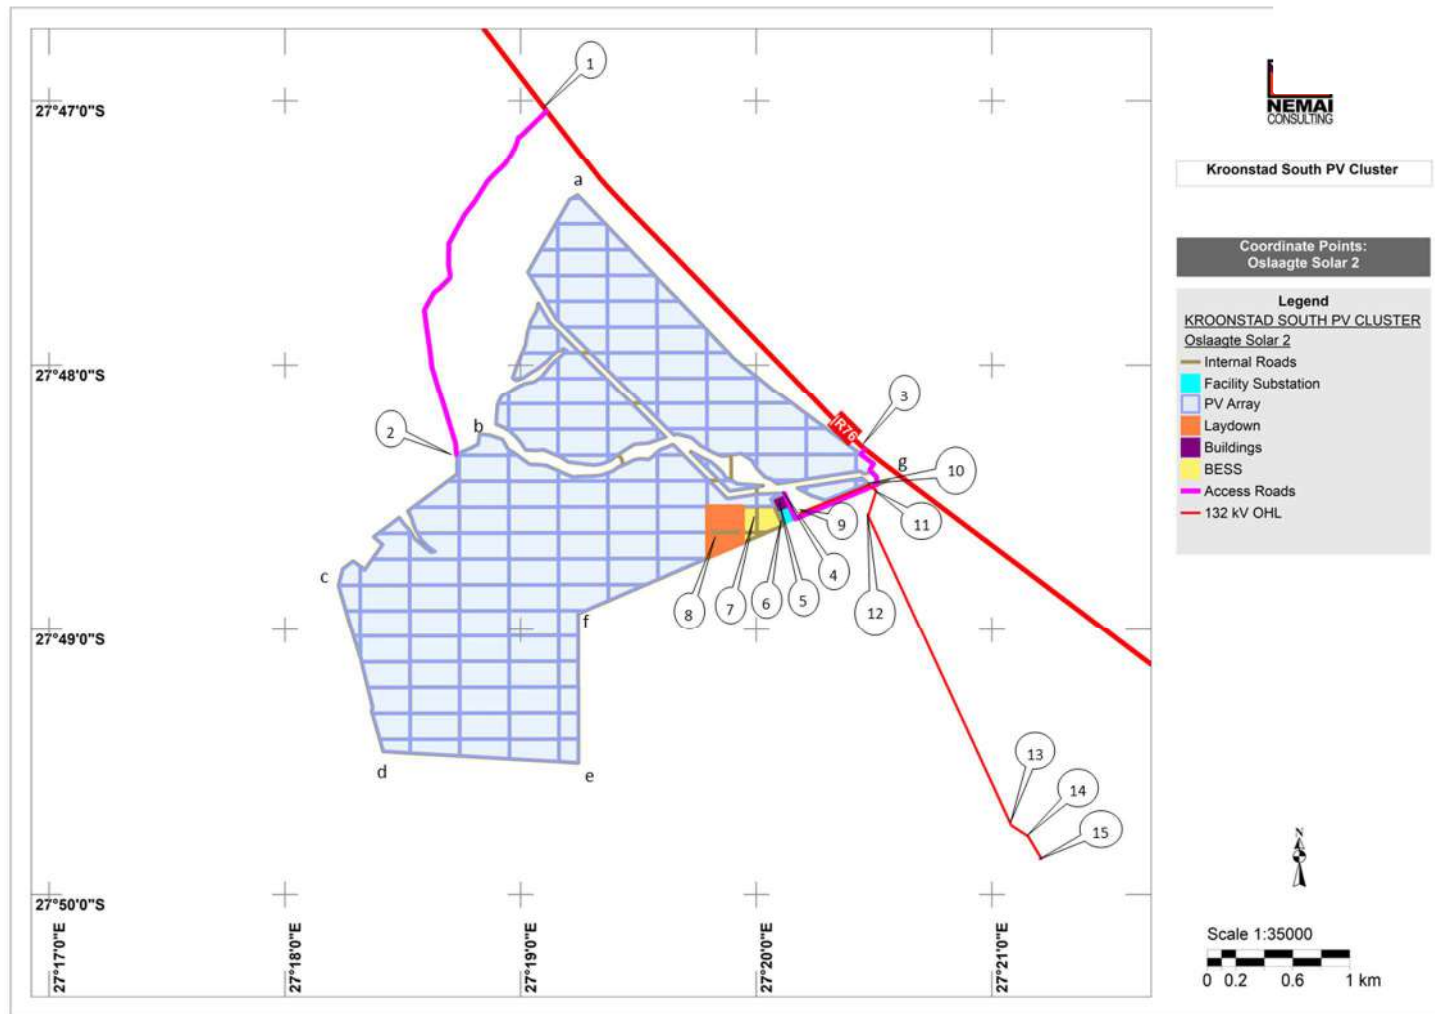 1
27°47'0"S
a
NEMAI
CONSULTING
Kroonstad South PV Cluster
Coordinate Points:
Oslaagte Solar 2
Legend
KROONSTAD SOUTH PV CLUSTER
Oslaagte Solar 2
Internal Roads
Facility Substation
PV Array
Laydown
Buildings
BESS
Access Roads
132 kV OHL
27°48'0"S
3
R76
b
2
g
10
11
9
c
4
5
6
7
8
12
f
27°49'0"S
d
e
13
14
15
27°50'0"S
27°17'0"E
27°18'0"E
27°19'0"E
27°20'0"E
27°21'0"E
N
Scale 1:35000
0 0.2 0.6 1 km